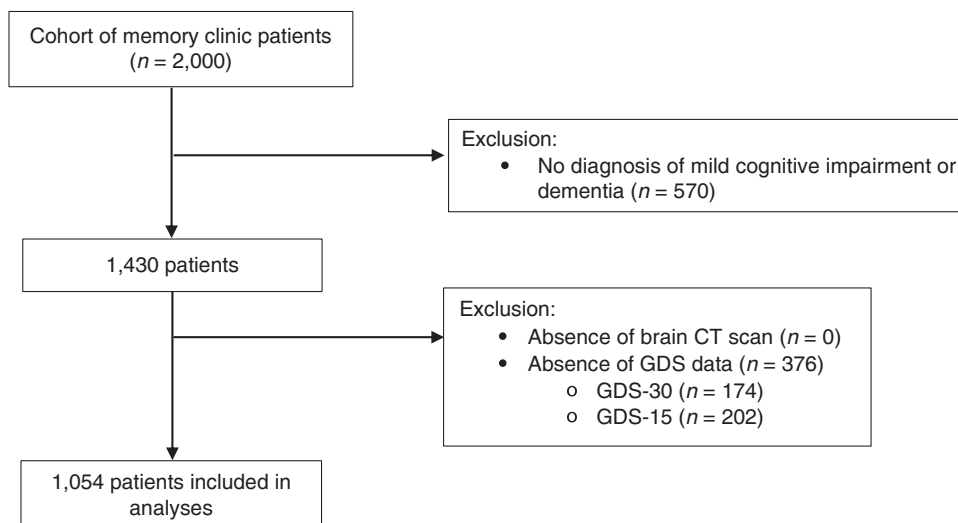 Cohort of memory clinic patients
(n = 2,000)
Exclusion:
• No diagnosis of mild cognitive impairment or
dementia (n = 570)
1,430 patients
Exclusion:
• Absence of brain CT scan (n = 0)
• Absence of GDS data (n = 376)
o GDS-30 (n = 174)
o GDS-15 (n = 202)
1,054 patients included in
analyses